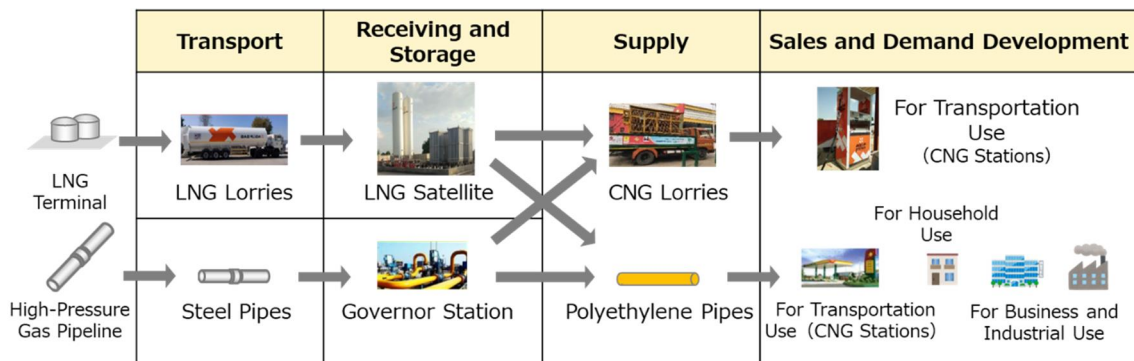 Transport
Receiving and
Storage
Supply
Sales and Demand Development
LNG
Terminal
LNG Lorries
LNG Satellite
CNG Lorries
For Transportation
Use
(CNG Stations)
High-Pressure
Gas Pipeline
Steel Pipes
Governor Station
Polyethylene Pipes
For Household
Use
For Transportation
Use (CNG Stations)
For Business and
Industrial Use